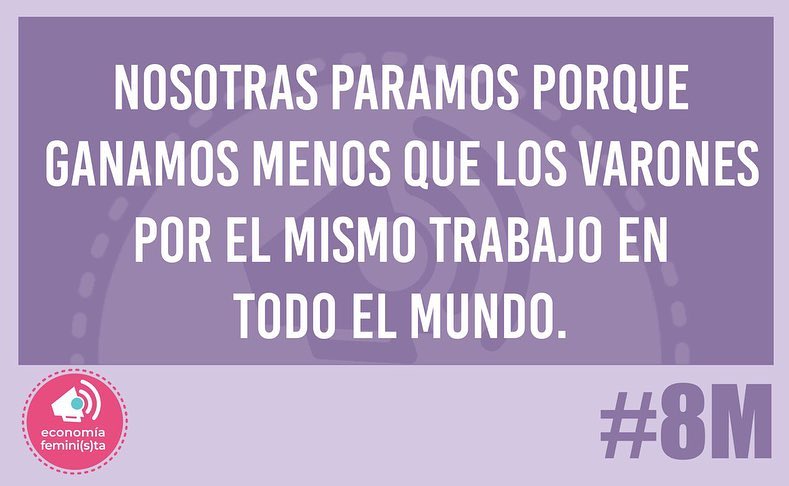 NOSOTRAS PARAMOS PORQUE
GANAMOS MENOS QUE LOS VARONES
POR EL MISMO TRABAJO EN
TODO EL MUNDO.
economía
femini(s)ta
#8M